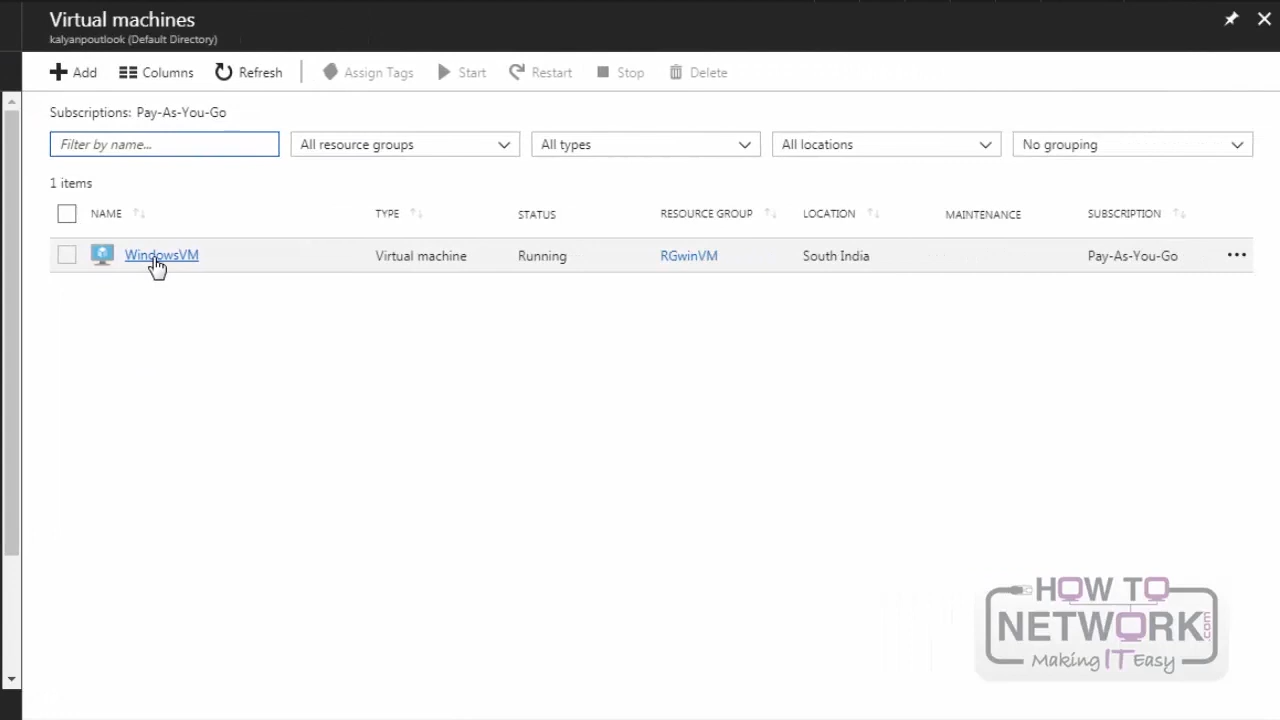 Virtual machines
kalyanpoutlook (Default Directory)
Add Columns Refresh Assign Tags Start Restart Stop Delete
Subscriptions: Pay-As-You-Go
Filter by name... All resource groups All types All locations No grouping
1 items
NAME TYPE STATUS RESOURCE GROUP LOCATION MAINTENANCE SUBSCRIPTION
WindowsVM Virtual machine Running RGwinVM South India Pay-As-You-Go
HOW TO
NETWORK.com
Making IT Easy